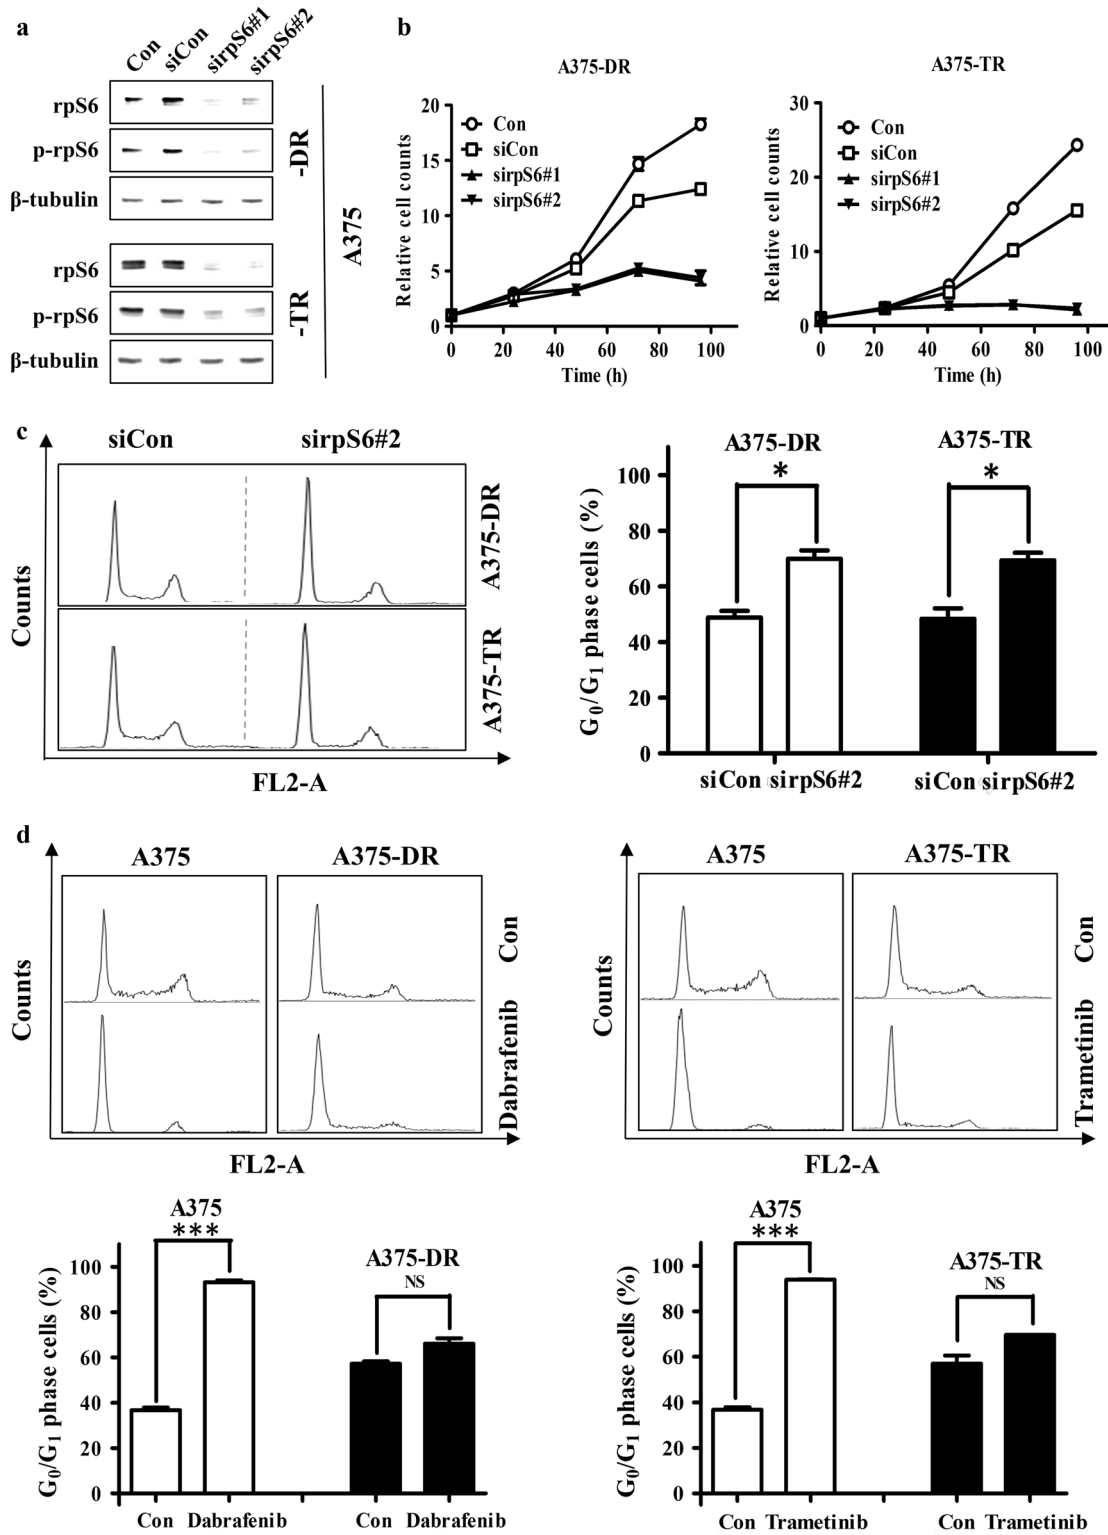 a
Con siCon sirpS6#1 sirpS6#2
rpS6
p-rpS6
β-tubulin
-DR
rpS6
p-rpS6
β-tubulin
-TR
A375
b
A375-DR
Relative cell counts
20
15
10
5
0
Con
siCon
sirpS6#1
sirpS6#2
0 20 40 60 80 100
Time (h)
A375-TR
Relative cell counts
30
20
10
0
Con
siCon
sirpS6#1
sirpS6#2
0 20 40 60 80 100
Time (h)
c
siCon sirpS6#2
Counts
A375-DR
A375-TR
FL2-A
A375-DR A375-TR
* *
G0/G1 phase cells (%)
100
80
60
40
20
0
siCon sirpS6#2 siCon sirpS6#2
d
A375 A375-DR
Counts
Con
Dabrafenib
FL2-A
A375 A375-TR
Counts
Con
Trametinib
FL2-A
A375
***
A375-DR
NS
G0/G1 phase cells (%)
100
80
60
40
20
0
Con Dabrafenib Con Dabrafenib
A375
***
A375-TR
NS
G0/G1 phase cells (%)
100
80
60
40
20
0
Con Trametinib Con Trametinib